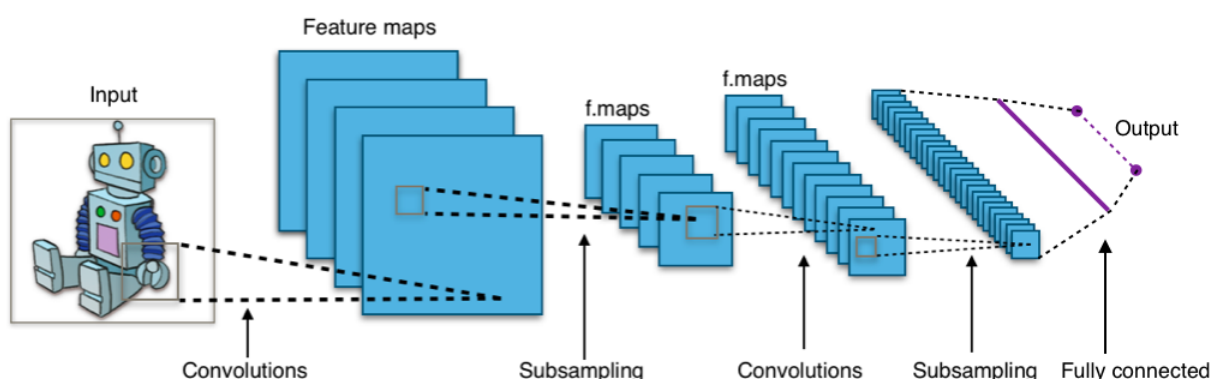 Feature maps
Input
f.maps
f.maps
Output
Convolutions
Subsampling
Convolutions
Subsampling
Fully connected